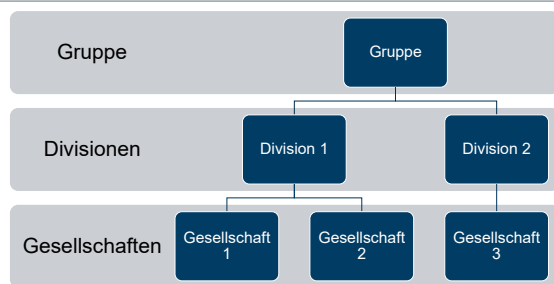 Gruppe
Gruppe
Divisionen
Division 1
Division 2
Gesellschaften
Gesellschaft
1
Gesellschaft
2
Gesellschaft
3